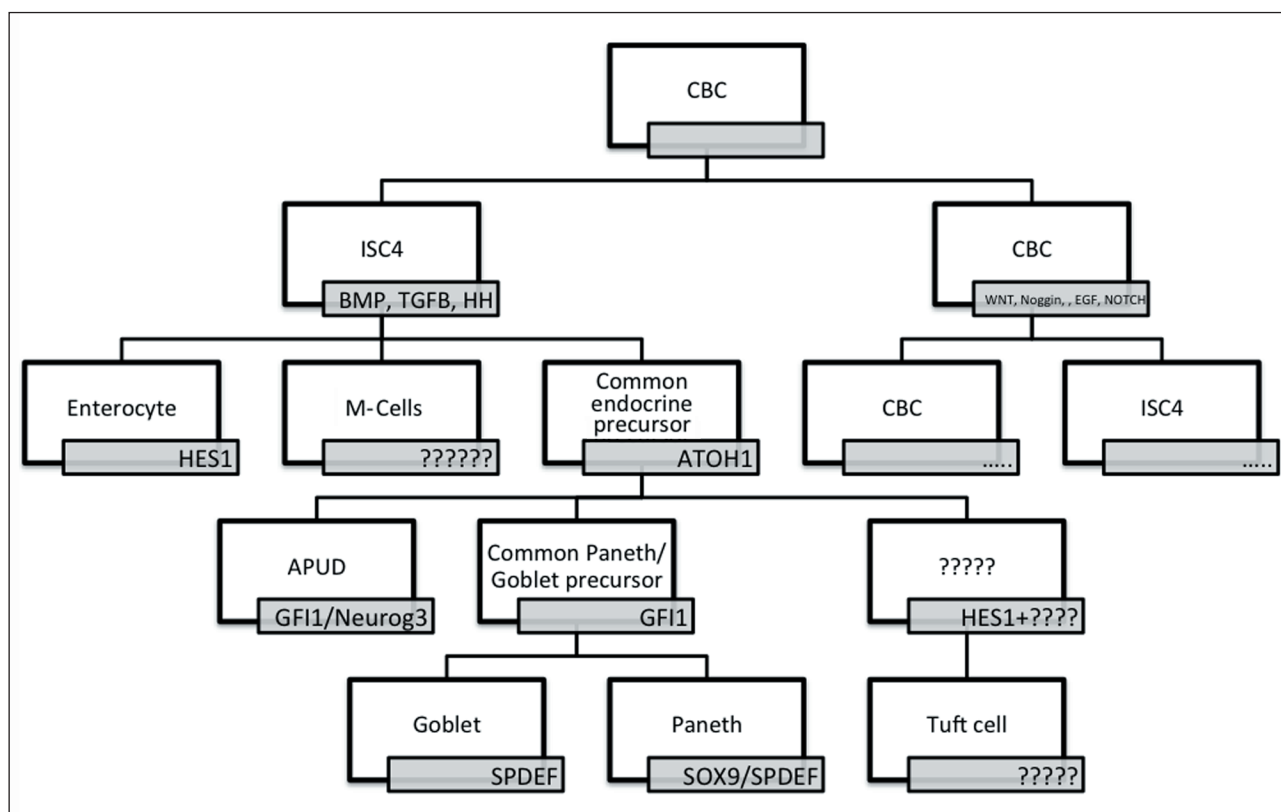 CBC
ISC4
BMP, TGFB, HH
CBC
WNT, Noggin, , EGF, NOTCH
Enterocyte
HES1
M-Cells
??????
Common
endocrine
precursor
ATOH1
CBC
.....
ISC4
.....
APUD
GFI1/Neurog3
Common Paneth/
Goblet precursor
GFI1
?????
HES1+????
Goblet
SPDEF
Paneth
SOX9/SPDEF
Tuft cell
?????